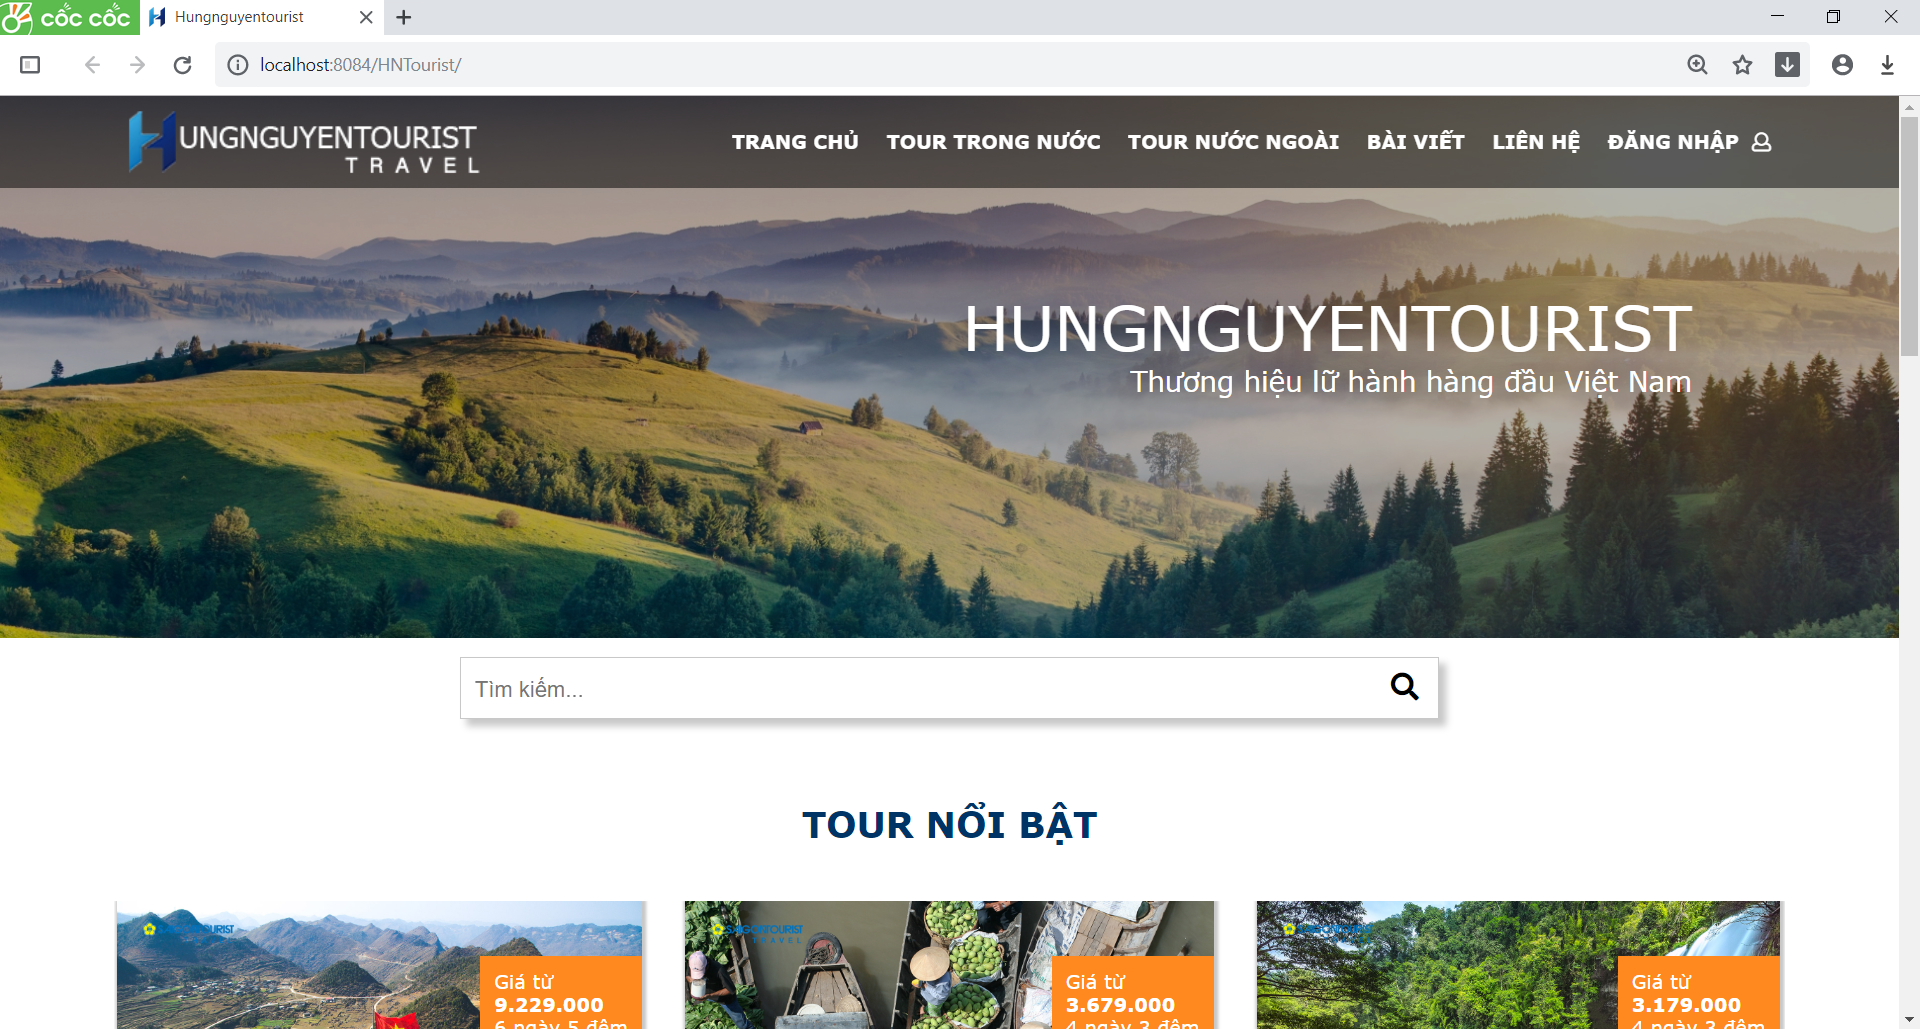 cốc cốc
Hungnguyentourist
localhost:8084/HNTourist/
HUNGNGUYENTOURIST
TRAVEL
TRANG CHỦ TOUR TRONG NƯỚC TOUR NƯỚC NGOÀI BÀI VIẾT LIÊN HỆ ĐĂNG NHẬP
HUNGNGUYENTOURIST
Thương hiệu lữ hành hàng đầu Việt Nam
Tìm kiếm...
TOUR NỔI BẬT
SAIGONTOURIST
TRAVEL
Giá từ
9.229.000
6 ngày 5 đêm
Giá từ
3.679.000
4 ngày 3 đêm
Giá từ
3.179.000
4 ngày 3 đêm